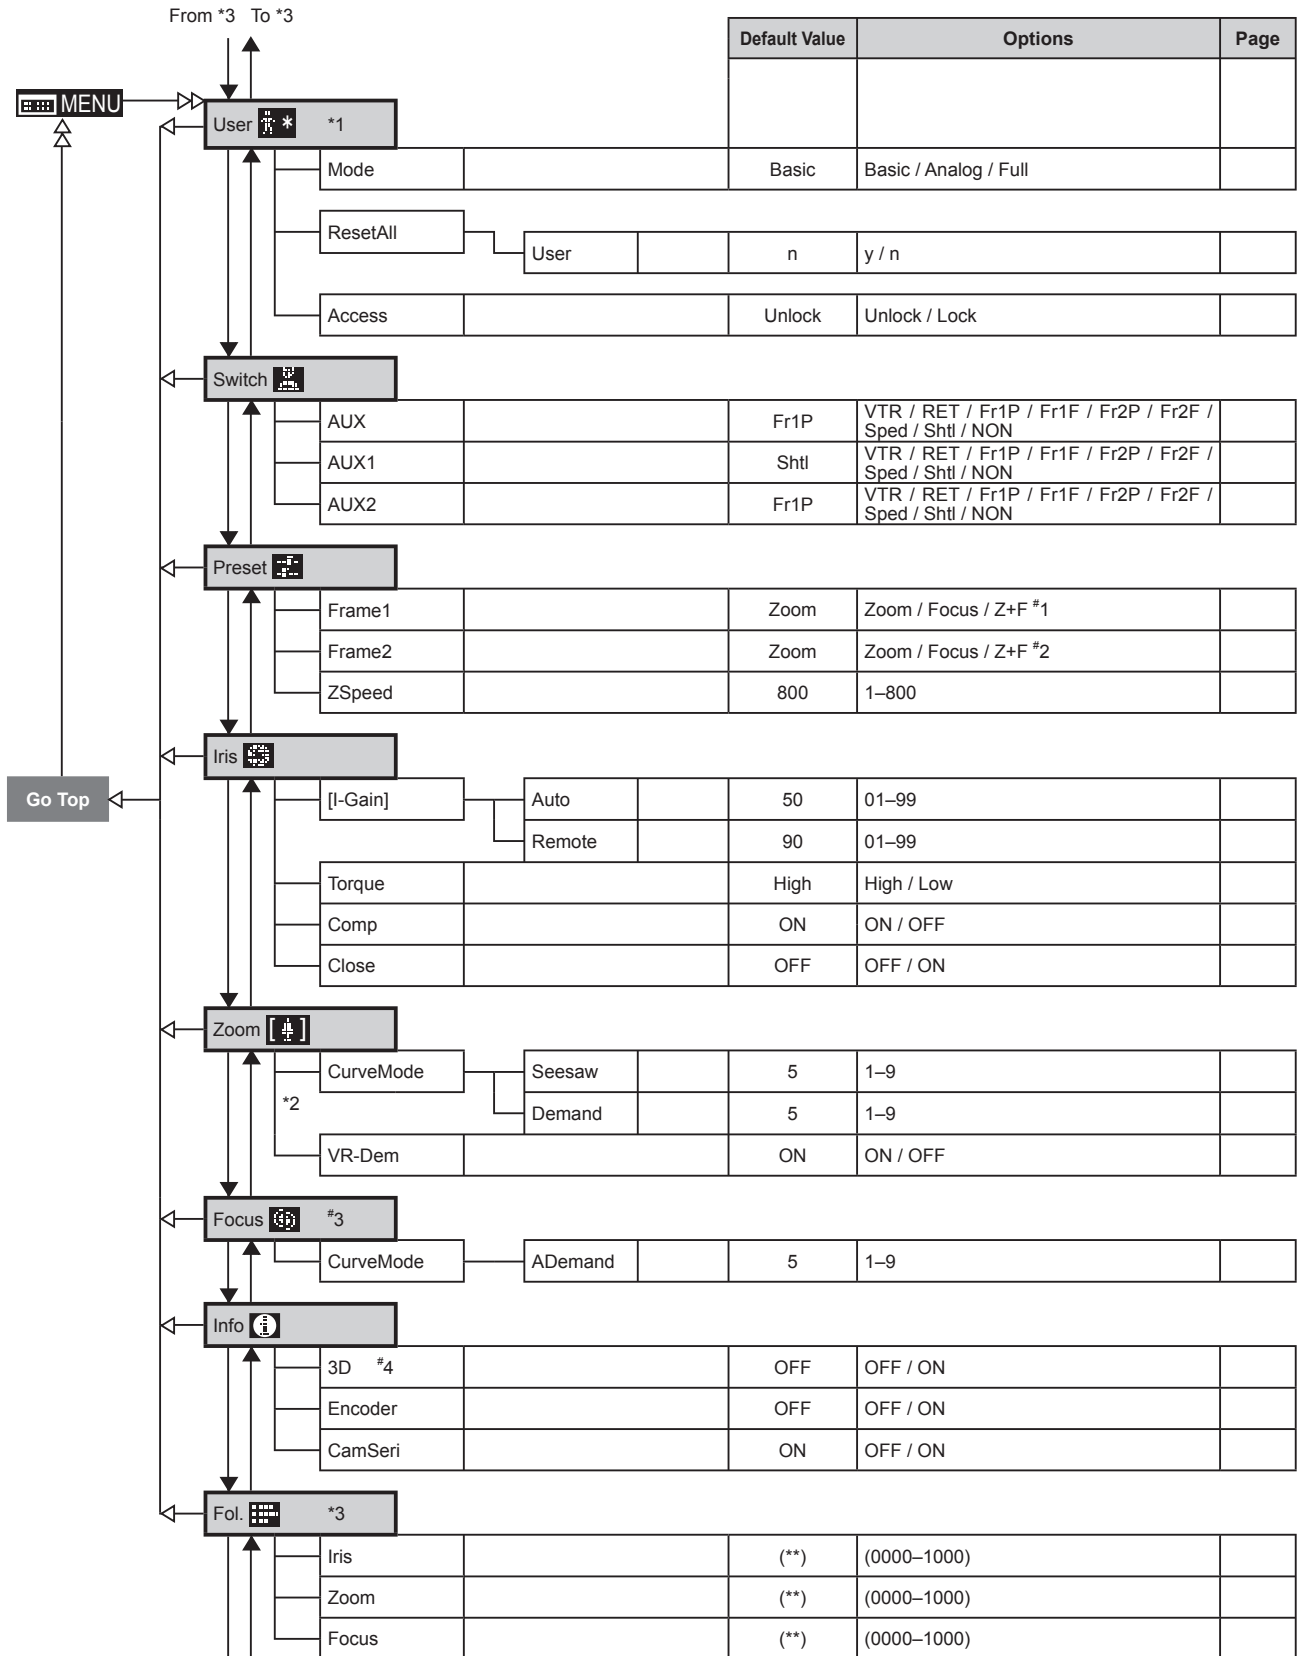 From *3 To *3
Default Value Options Page
MENU
User * *1
Mode Basic Basic / Analog / Full
ResetAll
User n y / n
Access Unlock Unlock / Lock
Switch
AUX Fr1P VTR / RET / Fr1P / Fr1F / Fr2P / Fr2F /
Sped / Shtl / NON
AUX1 Shtl VTR / RET / Fr1P / Fr1F / Fr2P / Fr2F /
Sped / Shtl / NON
AUX2 Fr1P VTR / RET / Fr1P / Fr1F / Fr2P / Fr2F /
Sped / Shtl / NON
Preset
Frame1 Zoom Zoom / Focus / Z+F #1
Frame2 Zoom Zoom / Focus / Z+F #2
ZSpeed 800 1–800
Iris
Go Top
[I-Gain] Auto 50 01–99
Remote 90 01–99
Torque High High / Low
Comp ON ON / OFF
Close OFF OFF / ON
Zoom
CurveMode Seesaw 5 1–9
*2
Demand 5 1–9
VR-Dem ON ON / OFF
Focus #3
CurveMode ADemand 5 1–9
Info
3D #4 OFF OFF / ON
Encoder OFF OFF / ON
CamSeri ON OFF / ON
Fol. *3
Iris (**) (0000–1000)
Zoom (**) (0000–1000)
Focus (**) (0000–1000)